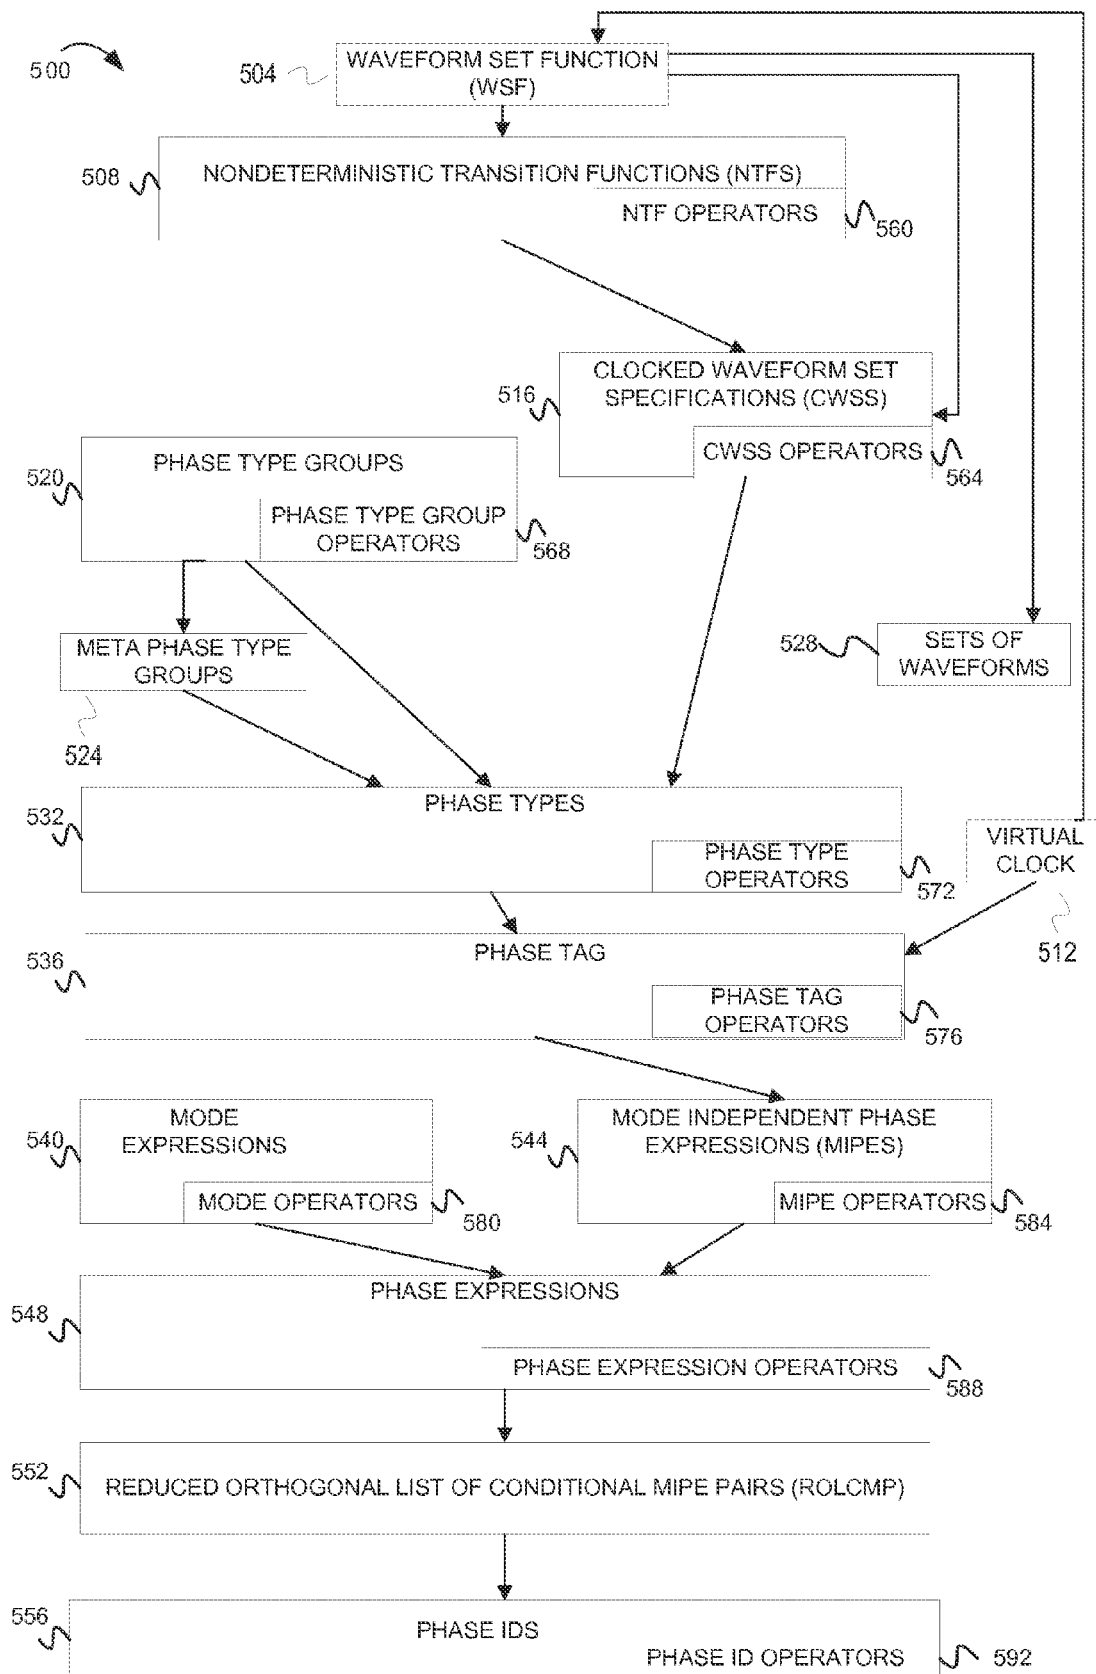 500
504
WAVEFORM SET FUNCTION
(WSF)
508
NONDETERMINISTIC TRANSITION FUNCTIONS (NTFS)
NTF OPERATORS
560
516
CLOCKED WAVEFORM SET
SPECIFICATIONS (CWSS)
CWSS OPERATORS
564
520
PHASE TYPE GROUPS
PHASE TYPE GROUP
OPERATORS
568
META PHASE TYPE
GROUPS
524
528
SETS OF
WAVEFORMS
532
PHASE TYPES
PHASE TYPE
OPERATORS
572
VIRTUAL
CLOCK
512
536
PHASE TAG
PHASE TAG
OPERATORS
576
540
MODE
EXPRESSIONS
MODE OPERATORS
580
544
MODE INDEPENDENT PHASE
EXPRESSIONS (MIPES)
MIPE OPERATORS
584
548
PHASE EXPRESSIONS
PHASE EXPRESSION OPERATORS
588
552
REDUCED ORTHOGONAL LIST OF CONDITIONAL MIPE PAIRS (ROLCMP)
556
PHASE IDS
PHASE ID OPERATORS
592